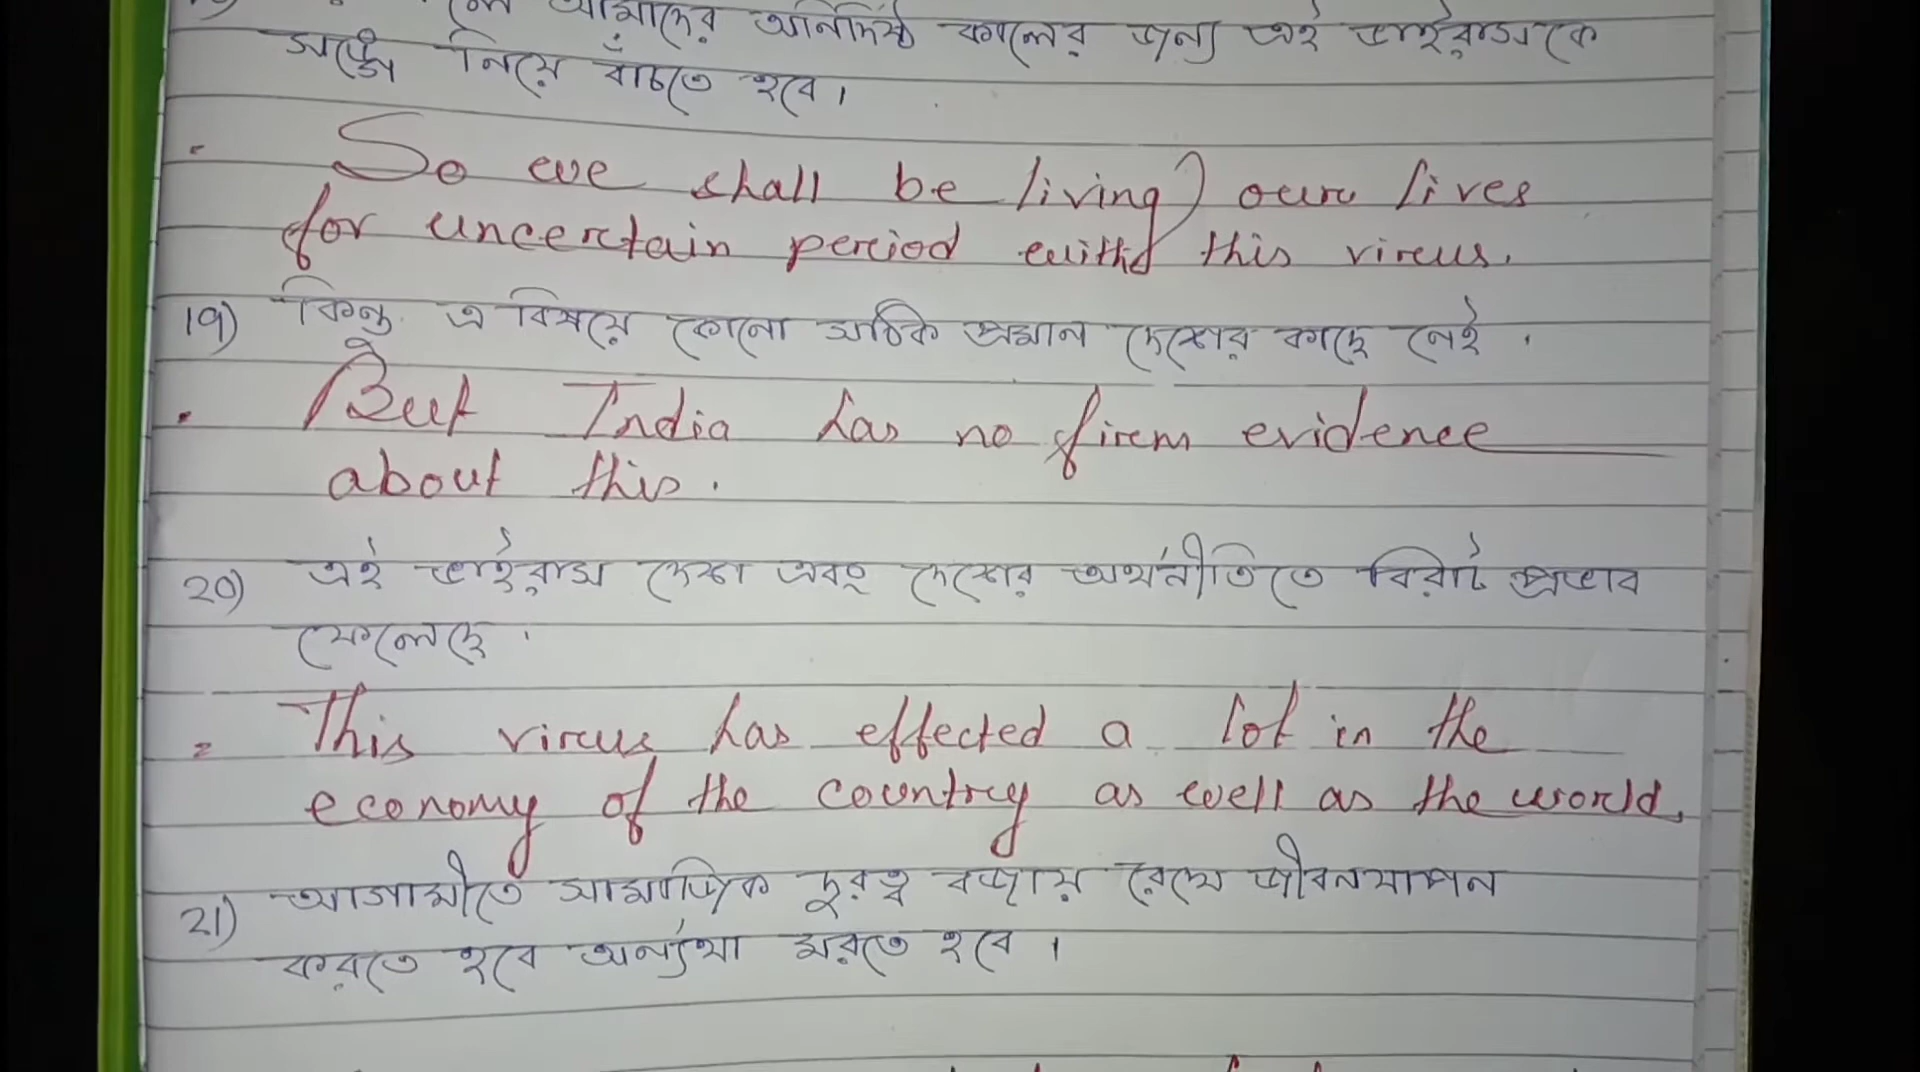 আমাদের অনির্দিষ্ট কালের জন্য এই ভাইরাসকে
সঙ্গে নিয়ে বাঁচতে হবে।
So we shall be living our lives
for uncertain period with this virus.
19) কিন্তু এ বিষয়ে কোনো সঠিক প্রমান দেশের কাছে নেই.
But India has no firm evidence
about this.
20) এই ভাইরাস দেশ এবং দেশের অর্থনীতিতে বিরাট প্রভাব
ফেলেছে.
= This virus has effected a lot in the
economy of the country as well as the world.
21) আগামীতে সামাজিক দুরত্ব বজায় রেখে জীবনযাপন
করতে হবে অন্যথা মরতে হবে।